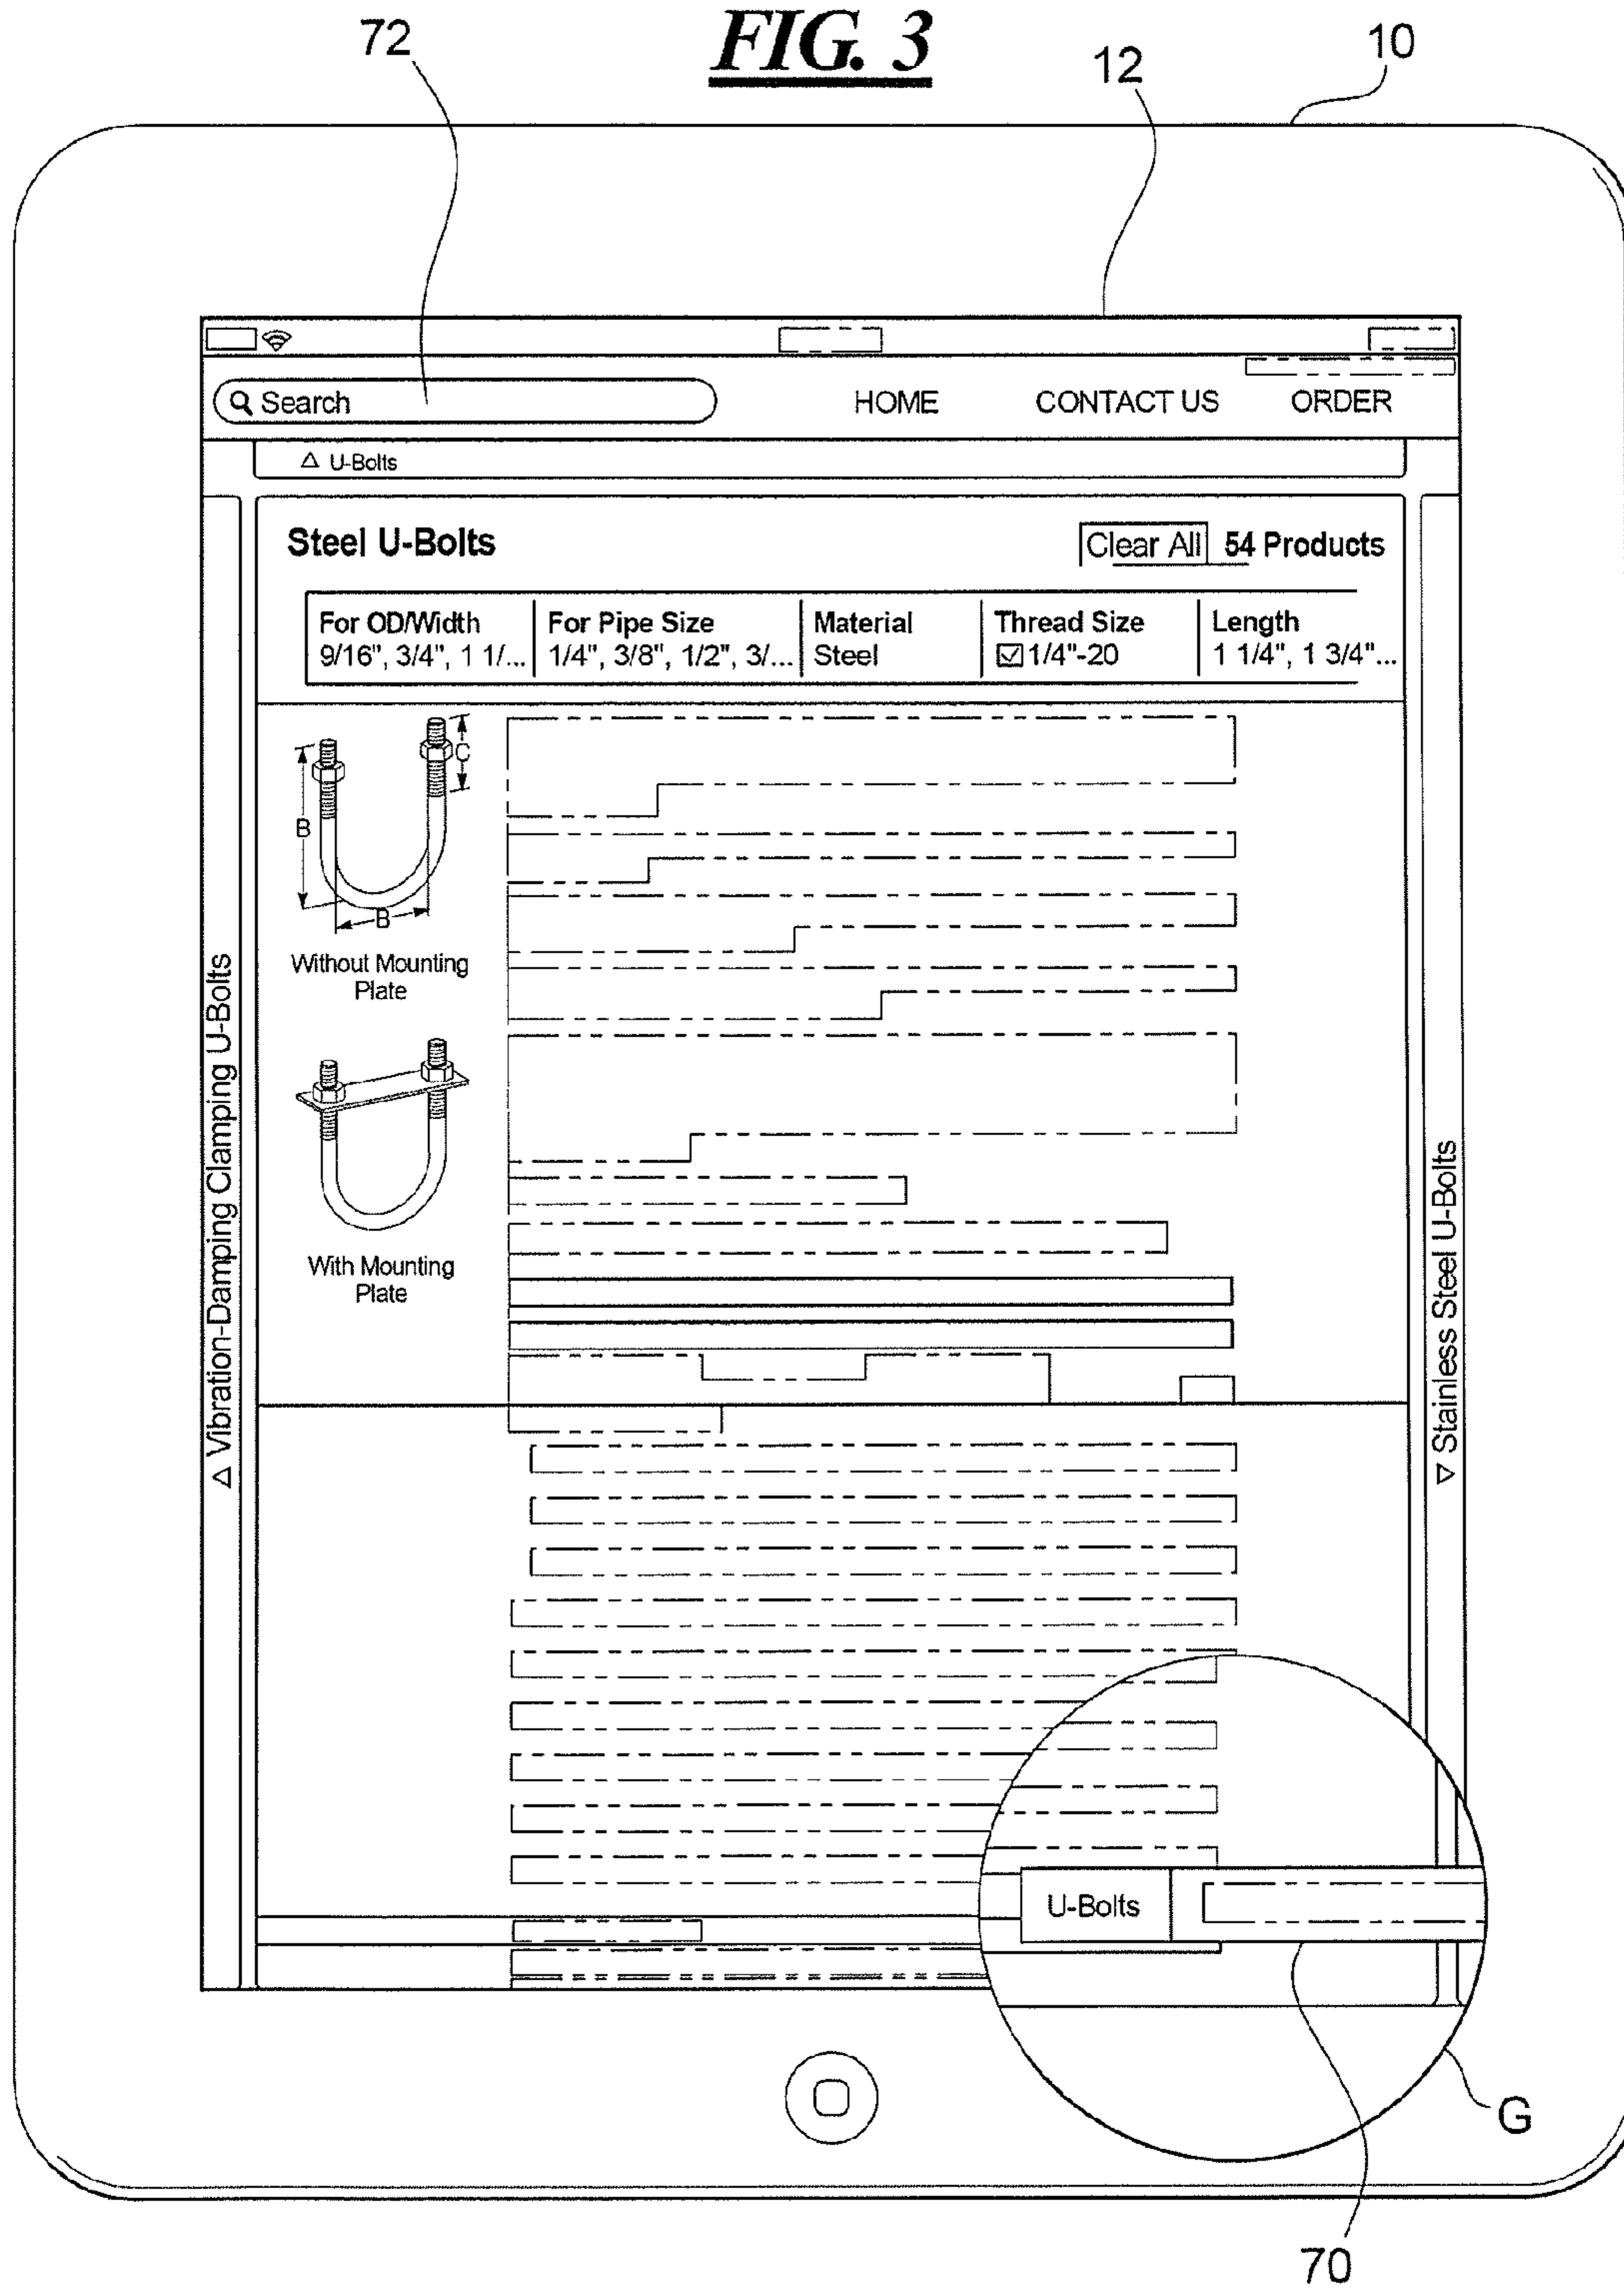 FIG. 3
72
12
10
Search
HOME
CONTACT US
ORDER
△ U-Bolts
Steel U-Bolts
Clear All
54 Products
For OD/Width
9/16", 3/4", 1 1/...
For Pipe Size
1/4", 3/8", 1/2", 3/...
Material
Steel
Thread Size
☑ 1/4"-20
Length
1 1/4", 1 3/4"...
C
B
B
Without Mounting
Plate
With Mounting
Plate
△ Vibration-Damping Clamping U-Bolts
▽ Stainless Steel U-Bolts
U-Bolts
G
70